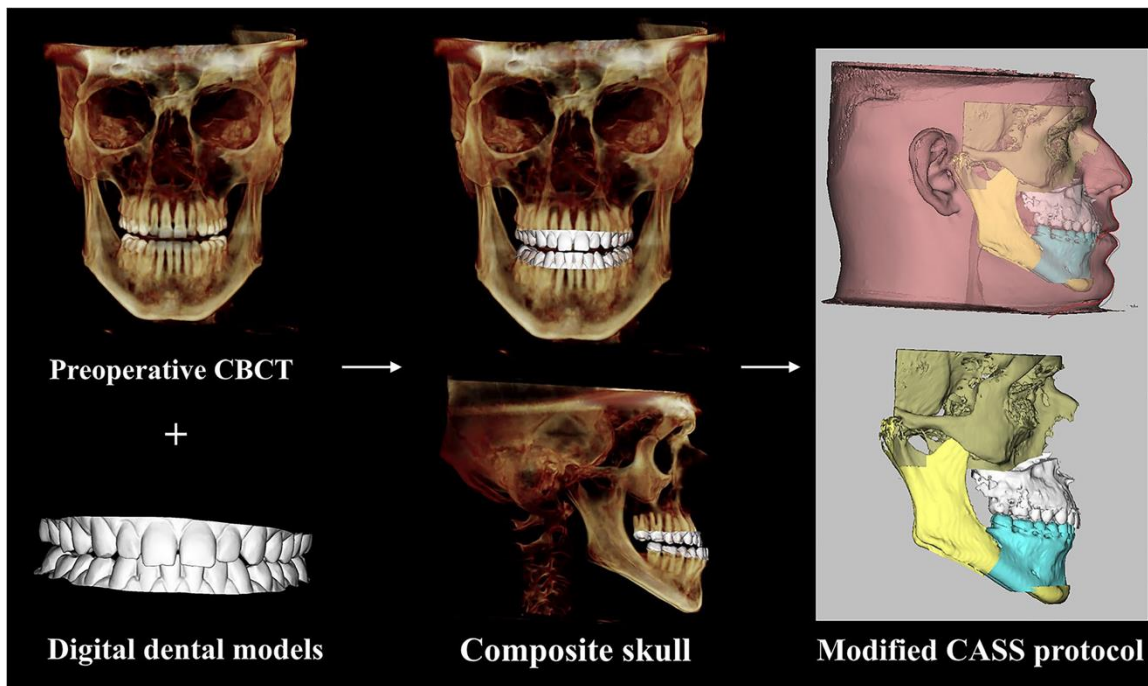 Preoperative CBCT
+
Digital dental models
Composite skull
Modified CASS protocol